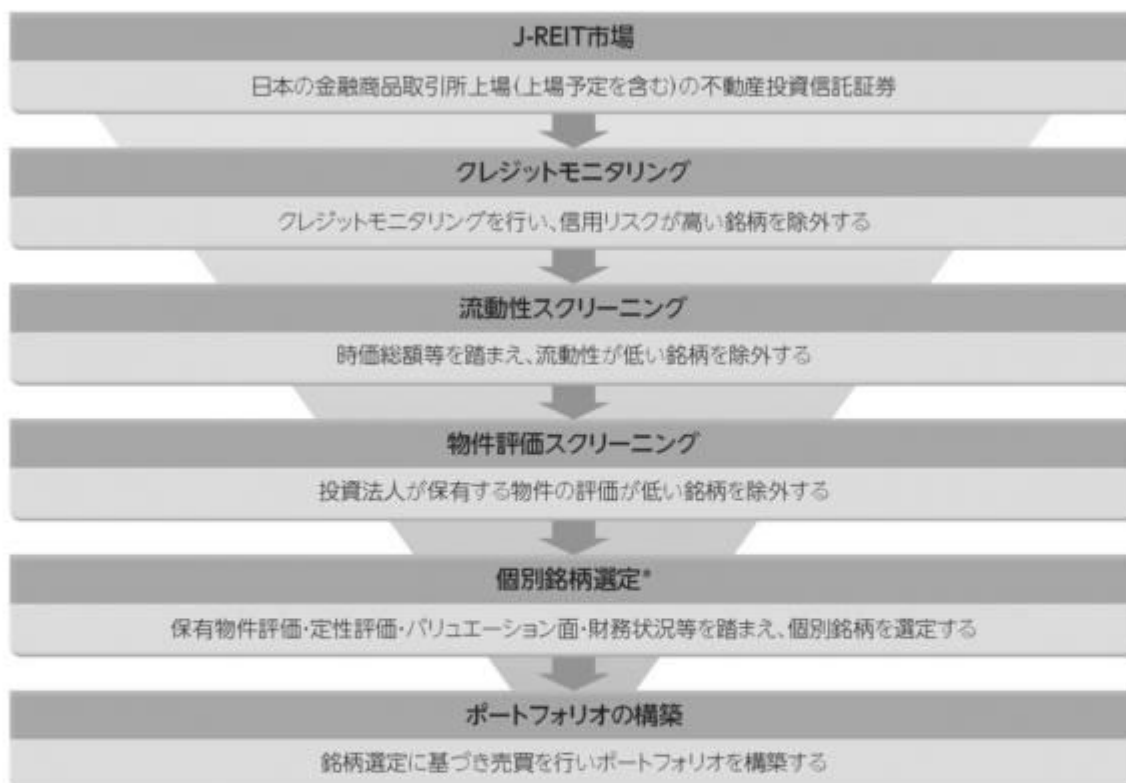 J-REIT市場
日本の金融商品取引所上場(上場予定を含む)の不動産投資信託証券
クレジットモニタリング
クレジットモニタリングを行い、信用リスクが高い銘柄を除外する
流動性スクリーニング
時価総額等を踏まえ、流動性が低い銘柄を除外する
物件評価スクリーニング
投資法人が保有する物件の評価が低い銘柄を除外する
個別銘柄選定*
保有物件評価・定性評価・バリュエーション面・財務状況等を踏まえ、個別銘柄を選定する
ポートフォリオの構築
銘柄選定に基づき売買を行いポートフォリオを構築する